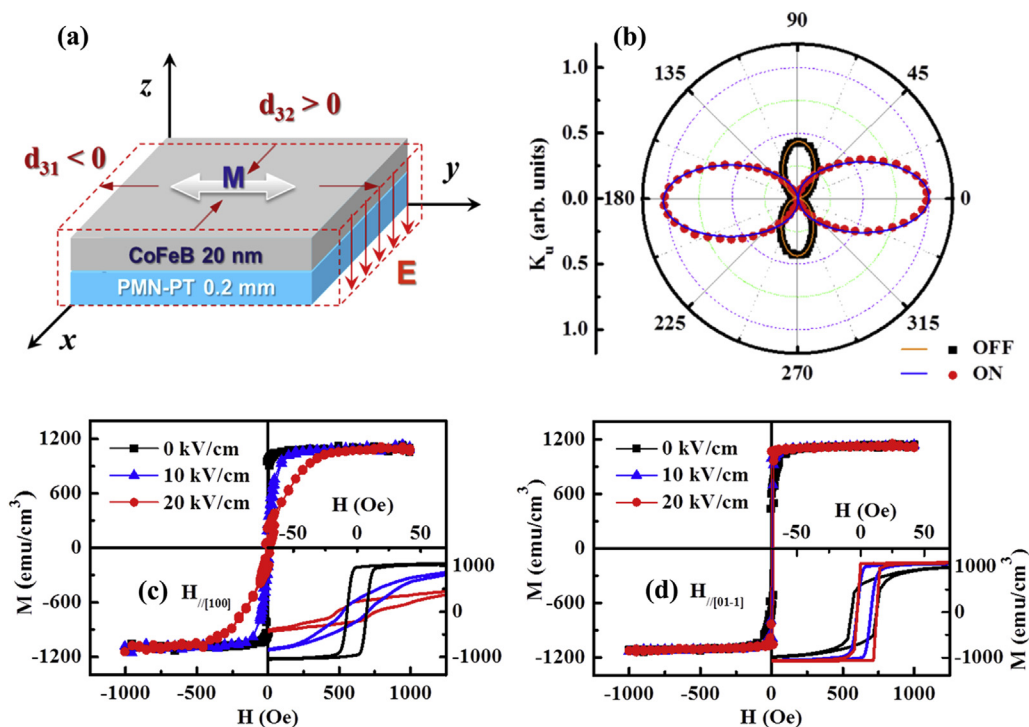 (a)
z
d32 > 0
d31 < 0
M
y
CoFeB 20 nm
PMN-PT 0.2 mm
E
x
(b)
90
135
45
1.0
0.5
0.0
180
0
0.5
1.0
Ku (arb. units)
225
315
270
OFF
ON
1200
600
0
-600
-1200
M (emu/cm3)
0 kV/cm
10 kV/cm
20 kV/cm
H (Oe)
-50 0 50
(c)
H//[100]
1000
0
-1000
-1000 -500 0 500 1000
H (Oe)
1200
600
0
-600
-1200
M (emu/cm3)
0 kV/cm
10 kV/cm
20 kV/cm
H (Oe)
-50 0 50
(d)
H//[01-1]
1000
0
-1000
M (emu/cm3)
-1000 -500 0 500 1000
H (Oe)